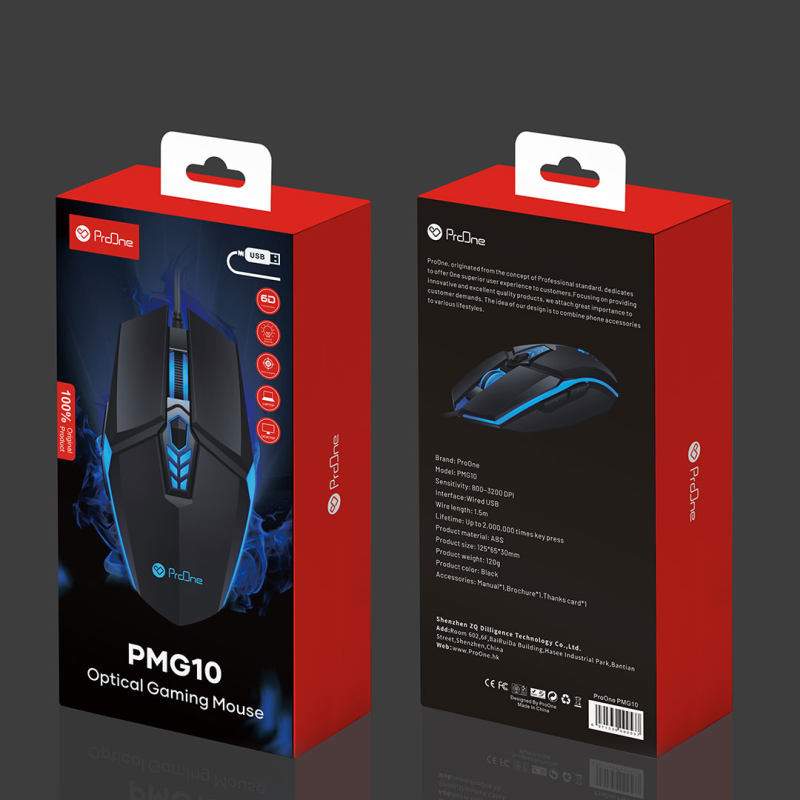 ProOne
USB
6D
100% Original
Product
ProOne
PMG10
Optical Gaming Mouse
ProOne
ProOne
ProOne, originated from the concept of Professional standard, dedicates
to offer One superior user experience to customers.Focusing on providing
Innovative and excellent quality products, we attach great importance to
customer demands. The idea of our design is to combine phone accessories
to various lifestyles.
Brand: ProOne
Model: PMG10
Sensitivity: 800-3200 DPI
Interface:Wired USB
Wire length: 1.5m
Lifetime: Up to 2,000,000 times key press
Product material: ABS
Product size: 125*65*30mm
Product weight: 120g
Product color: Black
Accessories: Manual*1,Brochure*1,Thanks card*1
Shenzhen ZQ Dilligence Technology Co.,Ltd.
Add:Room 602,6F,BaiRuiDa Building,Hasee Industrial Park,Bantian
Street,Shenzhen,China
Web:www.ProOne.hk
CE FC
Designed By ProOne
Made in China
ProOne PMG10
ProOne